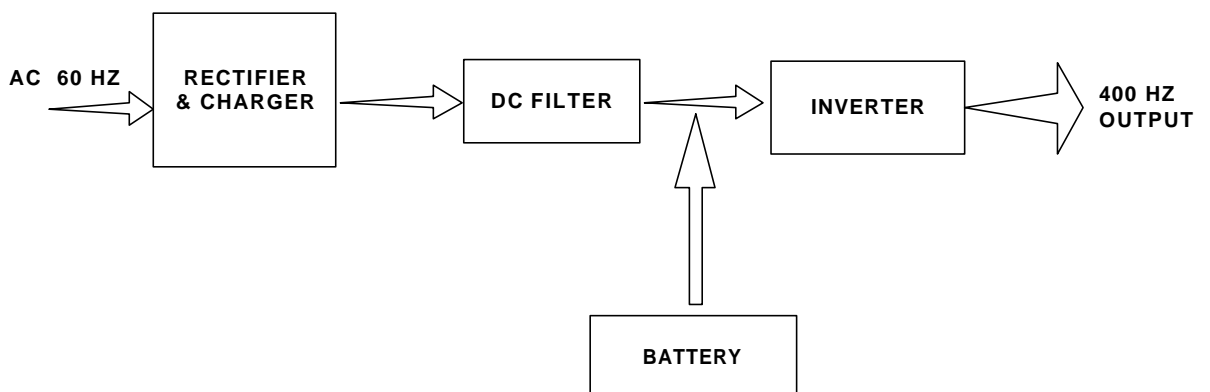 AC 60 HZ
RECTIFIER
& CHARGER
DC FILTER
INVERTER
400 HZ
OUTPUT
BATTERY